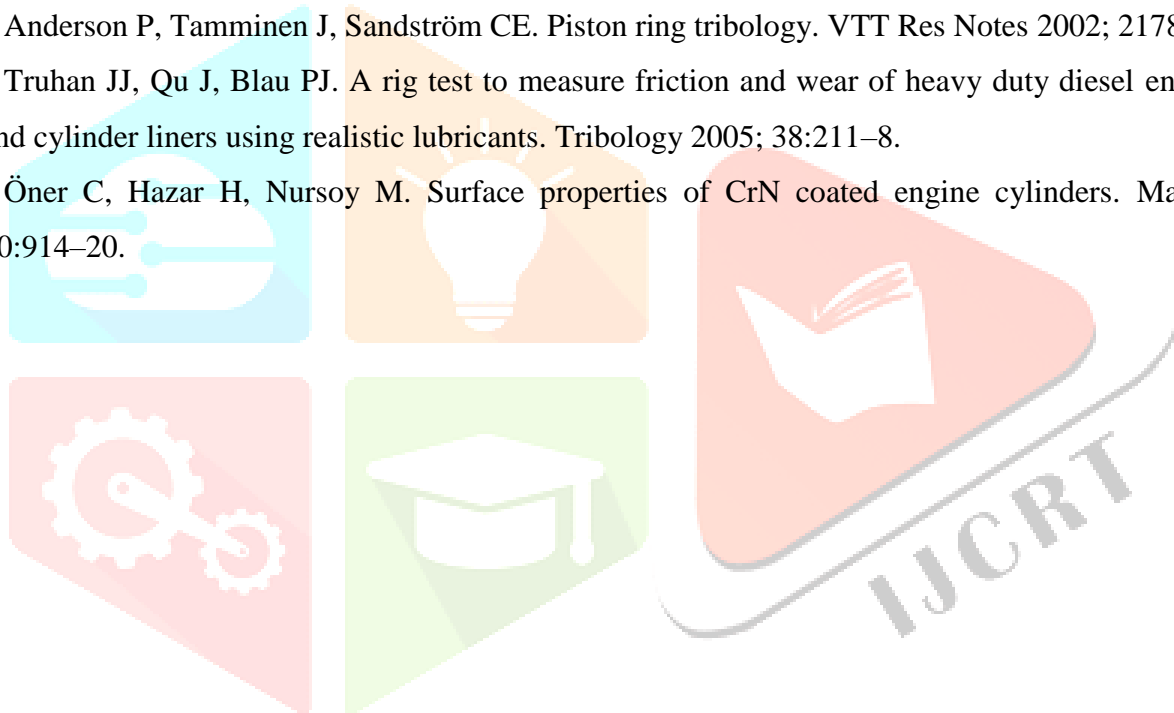 Anderson P, Tamminen J, Sandström CE. Piston ring tribology. VTT Res Notes 2002; 2178
Truhan JJ, Qu J, Blau PJ. A rig test to measure friction and wear of heavy duty diesel en
nd cylinder liners using realistic lubricants. Tribology 2005; 38:211–8.
Öner C, Hazar H, Nursoy M. Surface properties of CrN coated engine cylinders. Ma
0:914–20.
IJCRT